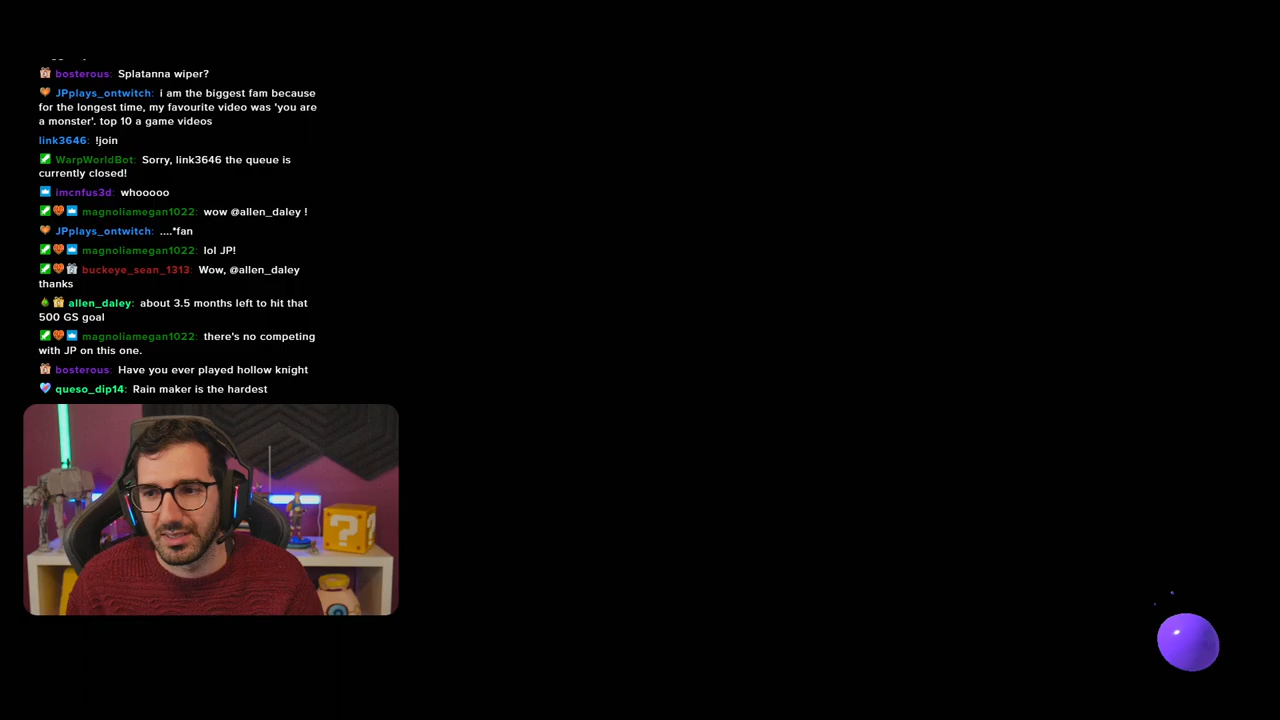 bosterous: Splatanna wiper?
JPplays_ontwitch: i am the biggest fam because
for the longest time, my favourite video was 'you are
a monster'. top 10 a game videos
link3646: !join
WarpWorldBot: Sorry, link3646 the queue is
currently closed!
imcnfus3d: whooooo
magnoliamegan1022: wow @allen_daley !
JPplays_ontwitch: ....*fan
magnoliamegan1022: lol JP!
buckeye_sean_1313: Wow, @allen_daley
thanks
allen_daley: about 3.5 months left to hit that
500 GS goal
magnoliamegan1022: there's no competing
with JP on this one.
bosterous: Have you ever played hollow knight
queso_dip14: Rain maker is the hardest
?